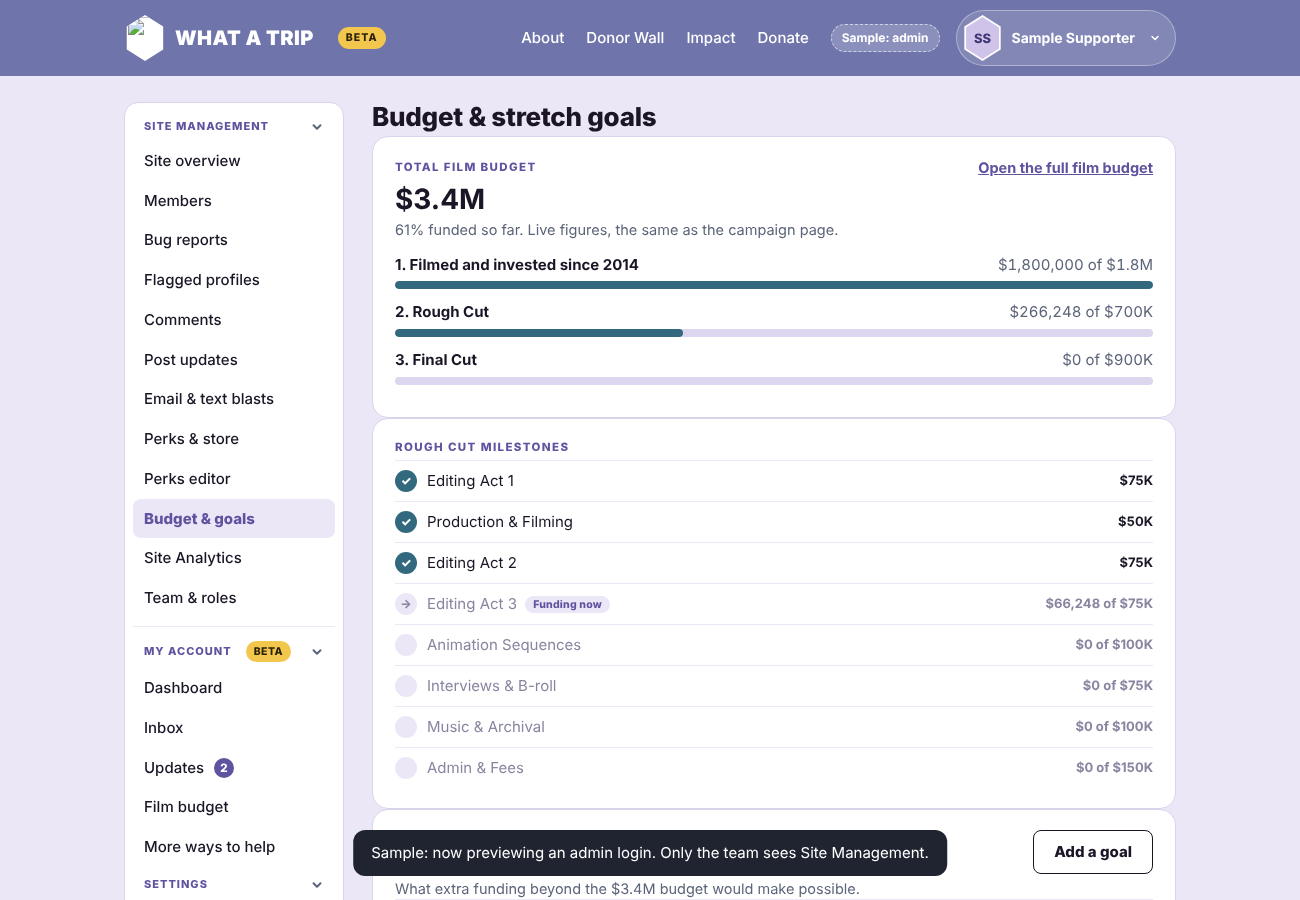 WHAT A TRIP
BETA
About
Donor Wall
Impact
Donate
Sample: admin
SS
Sample Supporter
SITE MANAGEMENT
Site overview
Members
Bug reports
Flagged profiles
Comments
Post updates
Email & text blasts
Perks & store
Perks editor
Budget & goals
Site Analytics
Team & roles
MY ACCOUNT
BETA
Dashboard
Inbox
Updates 2
Film budget
More ways to help
SETTINGS
Budget & stretch goals
TOTAL FILM BUDGET
Open the full film budget
$3.4M
61% funded so far. Live figures, the same as the campaign page.
1. Filmed and invested since 2014 $1,800,000 of $1.8M
2. Rough Cut $266,248 of $700K
3. Final Cut $0 of $900K
ROUGH CUT MILESTONES
Editing Act 1 $75K
Production & Filming $50K
Editing Act 2 $75K
Editing Act 3 Funding now $66,248 of $75K
Animation Sequences $0 of $100K
Interviews & B-roll $0 of $75K
Music & Archival $0 of $100K
Admin & Fees $0 of $150K
Sample: now previewing an admin login. Only the team sees Site Management.
Add a goal
What extra funding beyond the $3.4M budget would make possible.